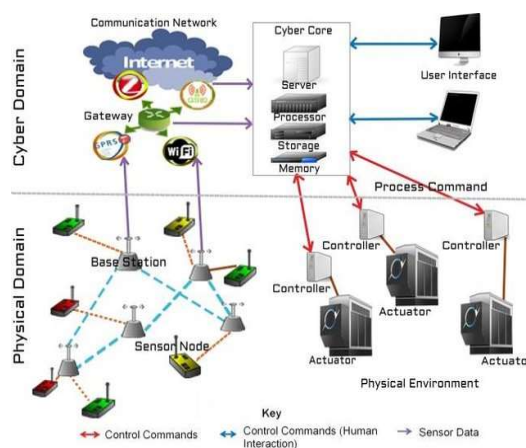 Communication Network
Internet
Gateway
GPRS
WiFi
Cyber Core
Server
Processor
Storage
Memory
User Interface
Cyber Domain
Process Command
Physical Domain
Base Station
Sensor Node
Controller
Controller
Controller
Actuator
Actuator
Actuato
Physical Environment
Key
Control Commands
Control Commands (Human
Interaction)
Sensor Data